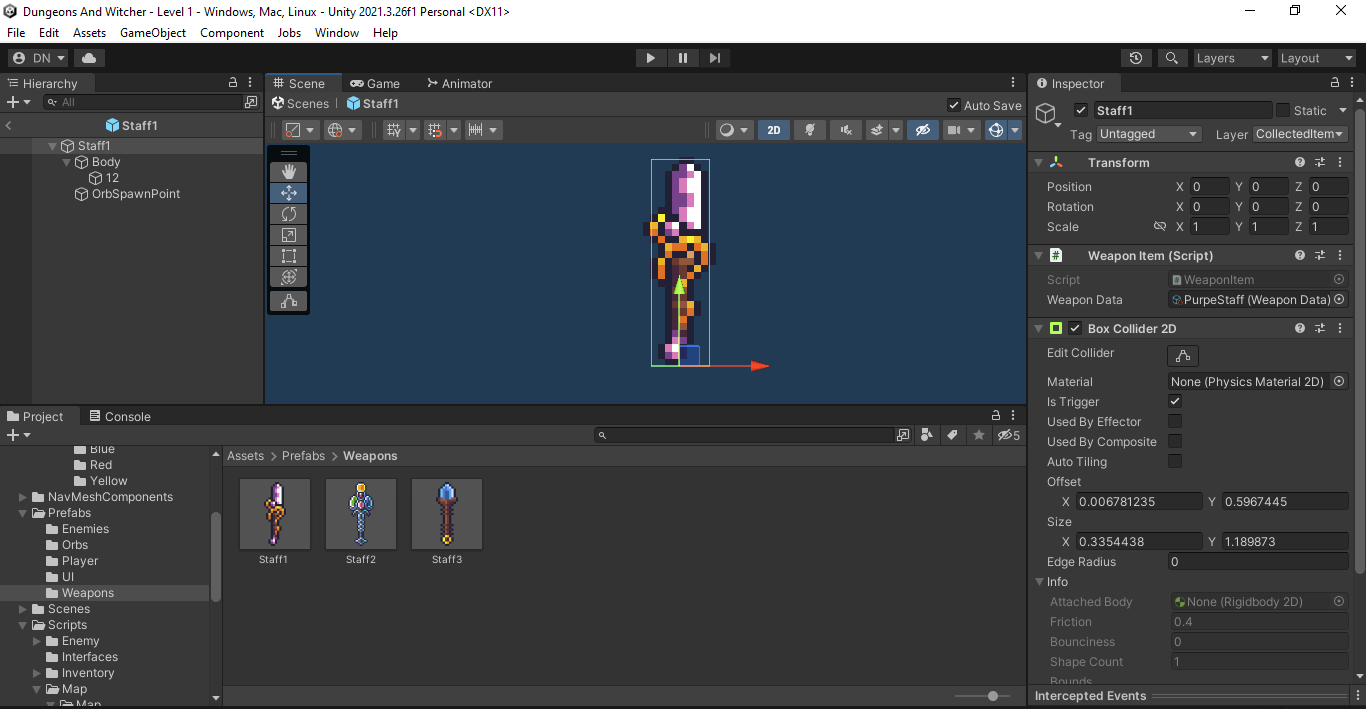 Dungeons And Witcher - Level 1 - Windows, Mac, Linux - Unity 2021.3.26f1 Personal <DX11>
File Edit Assets GameObject Component Jobs Window Help
DN Layers Layout
Hierarchy
All
Staff1
Staff1
Body
12
OrbSpawnPoint
Scene Game Animator
Scenes Staff1 Auto Save
2D
Inspector
Staff1 Static
Tag Untagged Layer CollectedItem
Transform
Position X 0 Y 0 Z 0
Rotation X 0 Y 0 Z 0
Scale X 1 Y 1 Z 1
Weapon Item (Script)
Script WeaponItem
Weapon Data PurpeStaff (Weapon Data)
Box Collider 2D
Edit Collider
Material None (Physics Material 2D)
Is Trigger
Used By Effector
Used By Composite
Auto Tiling
Offset
X 0.006781235 Y 0.5967445
Size
X 0.3354438 Y 1.189873
Edge Radius 0
Info
Attached Body None (Rigidbody 2D)
Friction 0.4
Bounciness 0
Shape Count 1
Bounds
Intercepted Events
Project Console
5
Blue
Red
Yellow
NavMeshComponents
Prefabs
Enemies
Orbs
Player
UI
Weapons
Scenes
Scripts
Enemy
Interfaces
Inventory
Map
Map
Assets > Prefabs > Weapons
Staff1 Staff2 Staff3